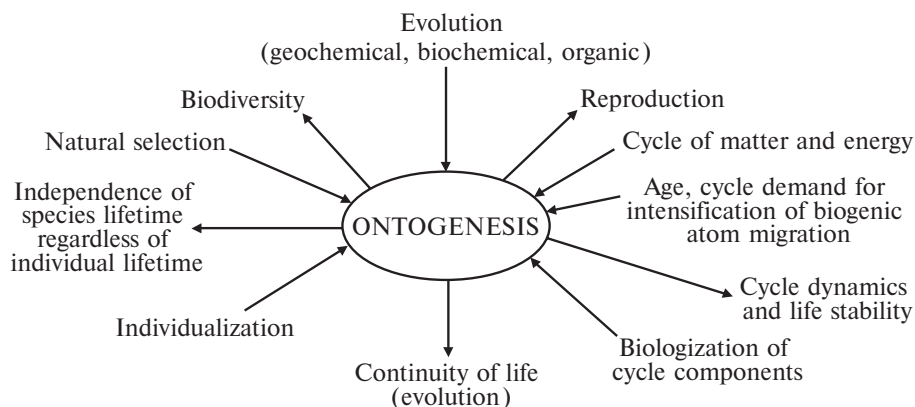 Evolution
(geochemical, biochemical, organic)
Biodiversity
Reproduction
Natural selection
Cycle of matter and energy
Independence of
species lifetime
regardless of
individual lifetime
ONTOGENESIS
Age, cycle demand for
intensification of biogenic
atom migration
Cycle dynamics
and life stability
Individualization
Biologization of
cycle components
Continuity of life
(evolution)